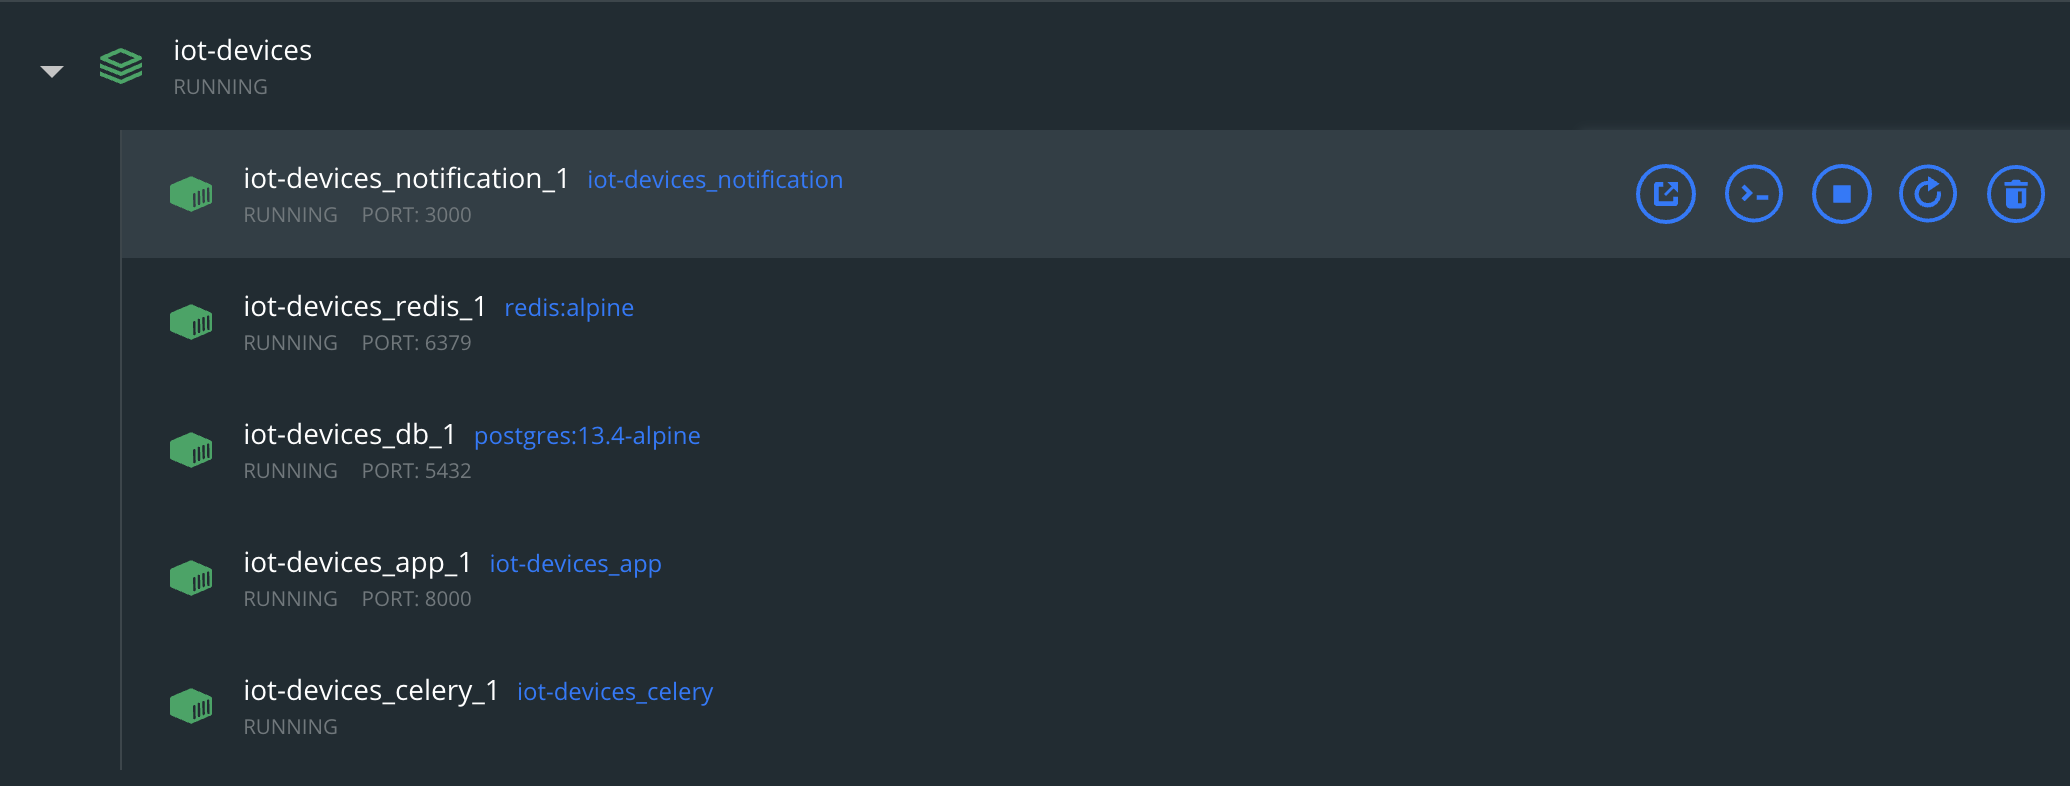 iot-devices
RUNNING
iot-devices_notification_1 iot-devices_notification
RUNNING PORT: 3000
iot-devices_redis_1 redis:alpine
RUNNING PORT: 6379
iot-devices_db_1 postgres:13.4-alpine
RUNNING PORT: 5432
iot-devices_app_1 iot-devices_app
RUNNING PORT: 8000
iot-devices_celery_1 iot-devices_celery
RUNNING